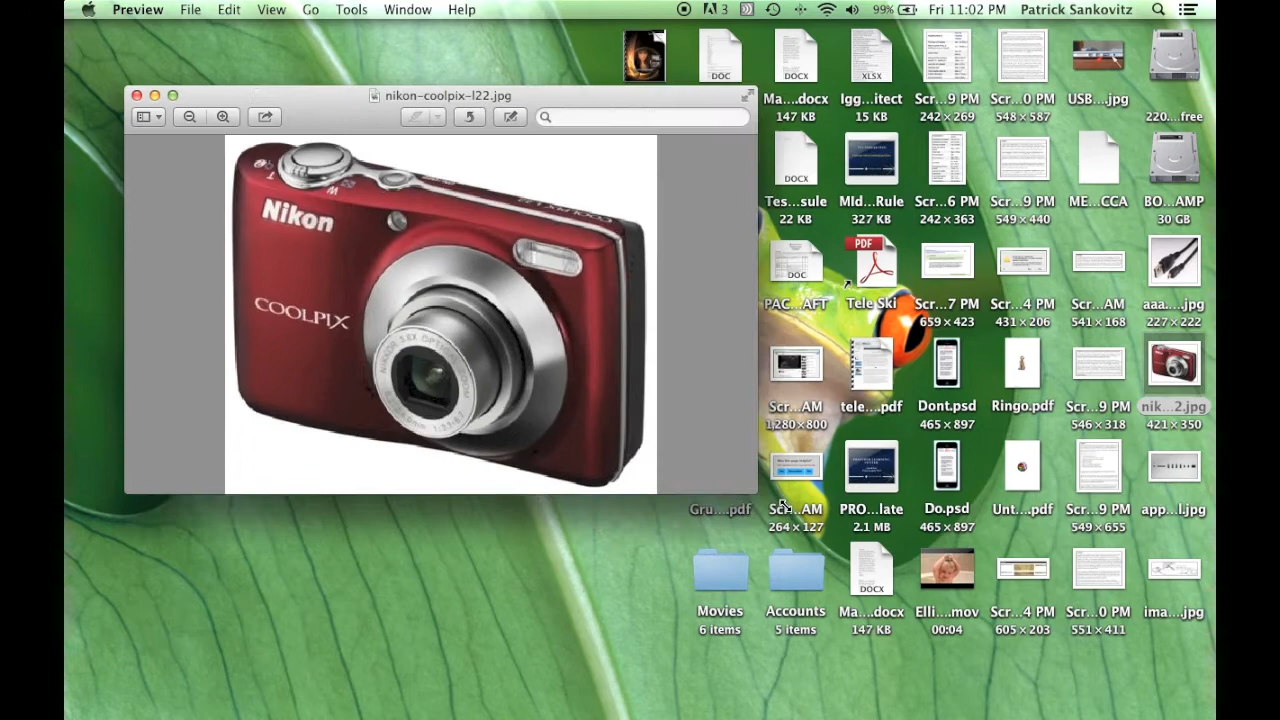 Preview File Edit View Go Tools Window Help 3 99% Fri 11:02 PM Patrick Sankovitz
nikon-coolpix-l22.jpg
Nikon
COOLPIX
COOLPIX L22
W
T
DOC
DOCX
XLSX
Ma....docx
147 KB
Igg...itect
15 KB
Scr...9 PM
242 × 269
Scr...0 PM
548 × 587
USB....jpg
220....free
DOCX
Tes...sule
22 KB
MId...Rule
327 KB
Scr...6 PM
242 × 363
Scr...9 PM
549 × 440
ME...CCA
BO...AMP
30 GB
DOC
PAC...AFT
PDF
Tele Ski
Scr...7 PM
659 × 423
Scr...4 PM
431 × 206
Scr...AM
541 × 168
aaa....jpg
227 × 222
Scr...AM
1,280×800
tele....pdf
Dont.psd
465 × 897
Ringo.pdf
Scr...9 PM
546 × 318
nik...2.jpg
421 × 350
Gru....pdf
Scr...AM
264 × 127
PRO...late
2.1 MB
Do.psd
465 × 897
Unt....pdf
Scr...9 PM
549 × 655
app...l.jpg
Movies
6 items
Accounts
5 items
DOCX
Ma....docx
147 KB
Elli....mov
00:04
Scr...4 PM
605 × 203
Scr...0 PM
551 × 411
ima....jpg